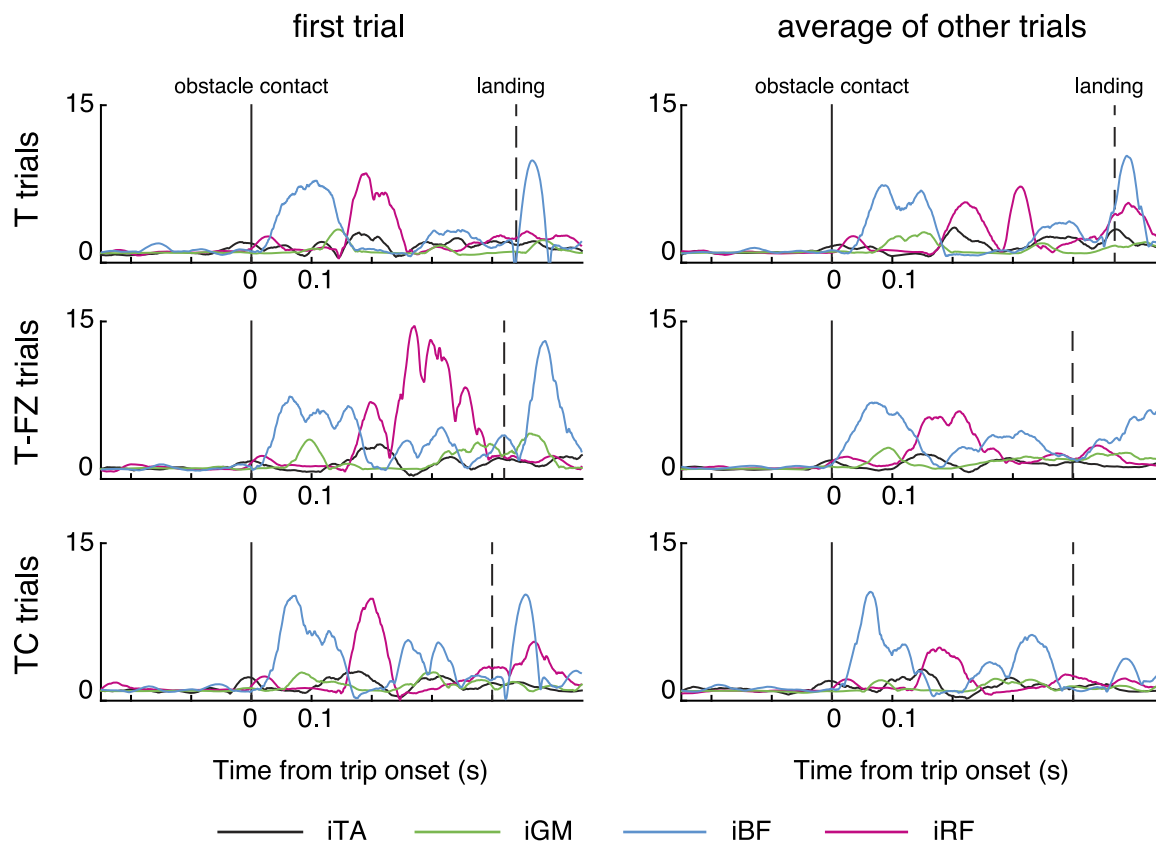 first trial
average of other trials
obstacle contact
landing
obstacle contact
landing
T trials
15
0
0
0.1
15
0
0
0.1
T-FZ trials
15
0
0
0.1
15
0
0
0.1
TC trials
15
0
0
0.1
15
0
0
0.1
Time from trip onset (s)
Time from trip onset (s)
iTA
iGM
iBF
iRF